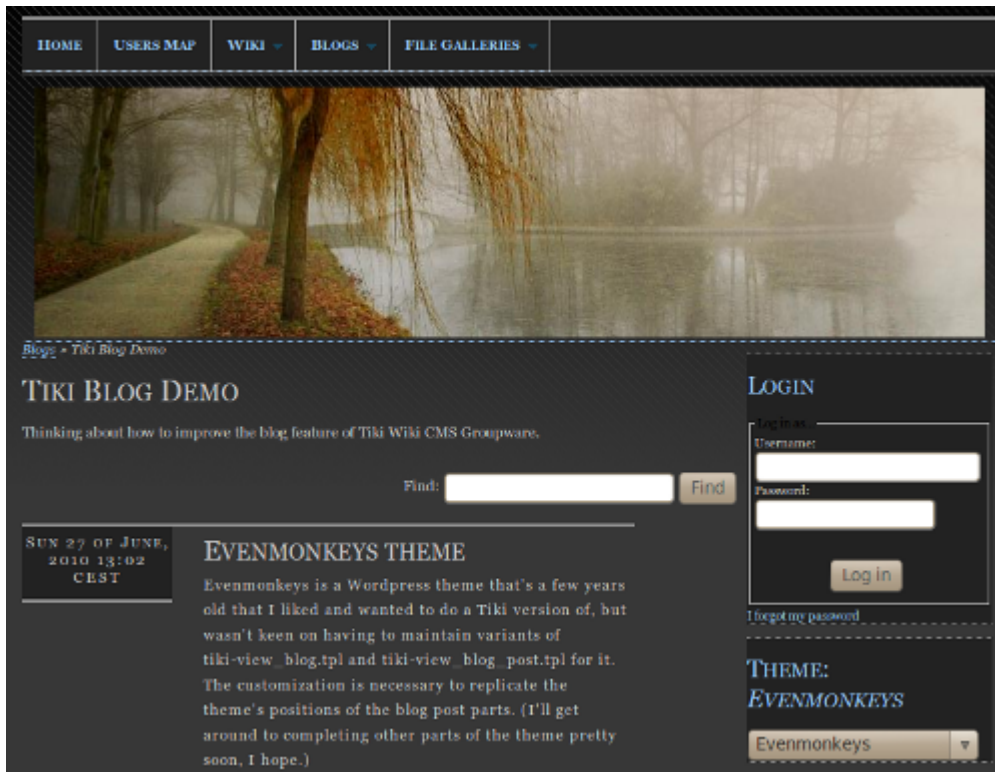 Home Users Map Wiki Blogs File Galleries
Blogs » Tiki Blog Demo
Tiki Blog Demo
Thinking about how to improve the blog feature of Tiki Wiki CMS Groupware.
Find: Find
Sun 27 of June,
2010 13:02
CEST
Evenmonkeys theme
Evenmonkeys is a Wordpress theme that's a few years
old that I liked and wanted to do a Tiki version of, but
wasn't keen on having to maintain variants of
tiki-view_blog.tpl and tiki-view_blog_post.tpl for it.
The customization is necessary to replicate the
theme's positions of the blog post parts. (I'll get
around to completing other parts of the theme pretty
soon, I hope.)
Login
Log in as...
Username:
Password:
Log in
I forgot my password
Theme:
Evenmonkeys
Evenmonkeys